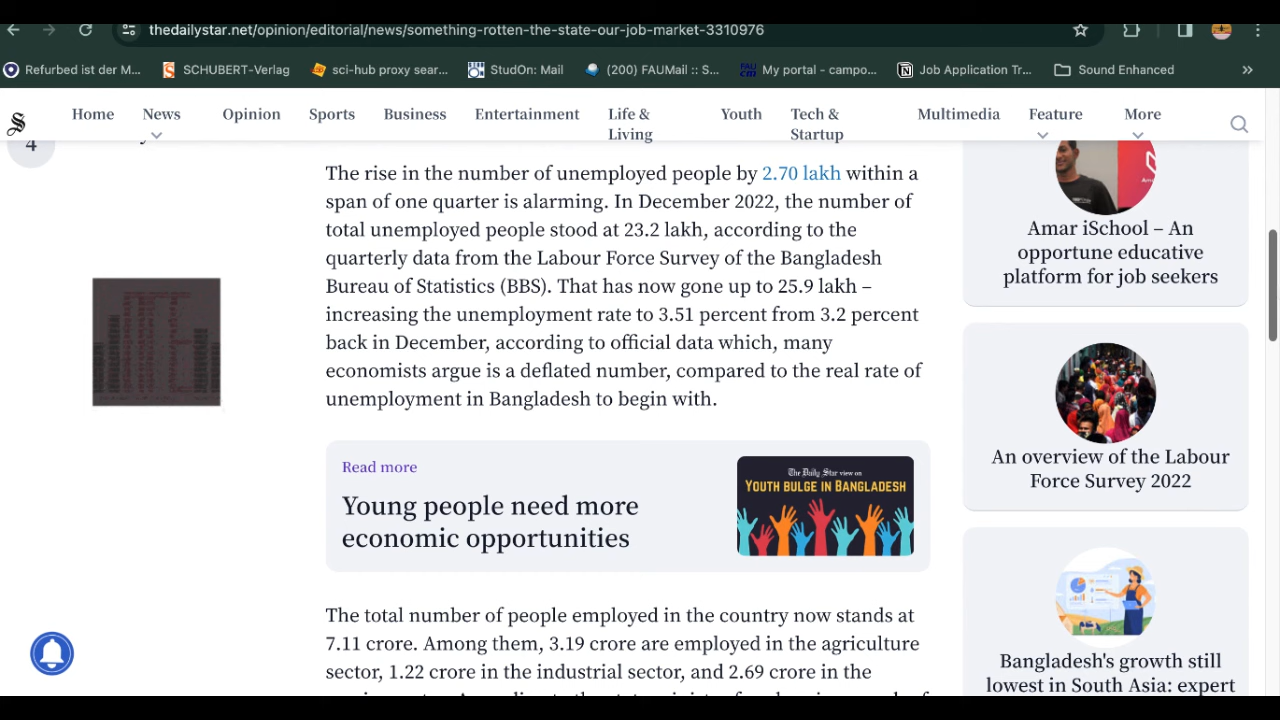 thedailystar.net/opinion/editorial/news/something-rotten-the-state-our-job-market-3310976
Refurbed ist der M... SCHUBERT-Verlag sci-hub proxy sear... StudOn: Mail (200) FAUMail :: S... My portal - campo... Job Application Tr... Sound Enhanced
Home News Opinion Sports Business Entertainment Life & Living Youth Tech & Startup Multimedia Feature More
4
The rise in the number of unemployed people by 2.70 lakh within a
span of one quarter is alarming. In December 2022, the number of
total unemployed people stood at 23.2 lakh, according to the
quarterly data from the Labour Force Survey of the Bangladesh
Bureau of Statistics (BBS). That has now gone up to 25.9 lakh –
increasing the unemployment rate to 3.51 percent from 3.2 percent
back in December, according to official data which, many
economists argue is a deflated number, compared to the real rate of
unemployment in Bangladesh to begin with.
Read more
Young people need more
economic opportunities
The Daily Star view on
YOUTH BULGE IN BANGLADESH
The total number of people employed in the country now stands at
7.11 crore. Among them, 3.19 crore are employed in the agriculture
sector, 1.22 crore in the industrial sector, and 2.69 crore in the
Amar iSchool – An
opportune educative
platform for job seekers
An overview of the Labour
Force Survey 2022
Bangladesh's growth still
lowest in South Asia: expert